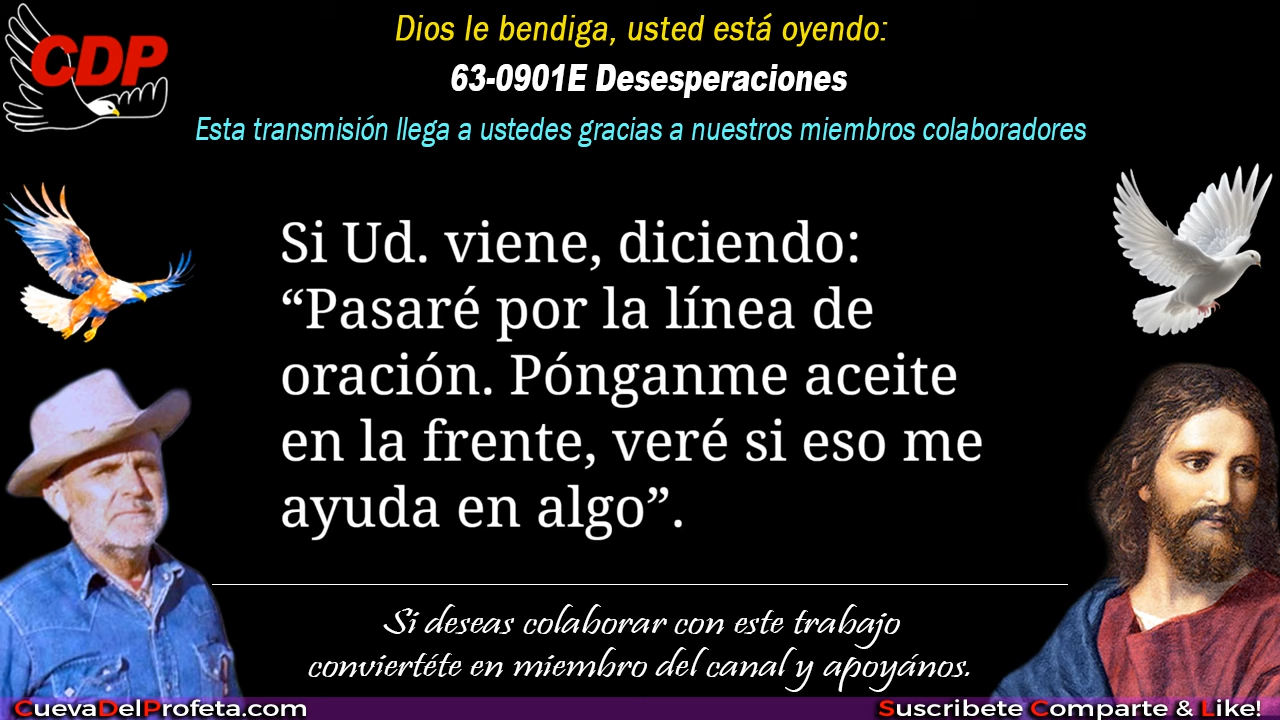 CDP
Dios le bendiga, usted está oyendo:
63-0901E Desesperaciones
Esta transmisión llega a ustedes gracias a nuestros miembros colaboradores
Si Ud. viene, diciendo:
“Pasaré por la línea de
oración. Pónganme aceite
en la frente, veré si eso me
ayuda en algo”.
Si deseas colaborar con este trabajo
conviertéte en miembro del canal y apoyános.
CuevaDelProfeta.com
Suscribete Comparte & Like!